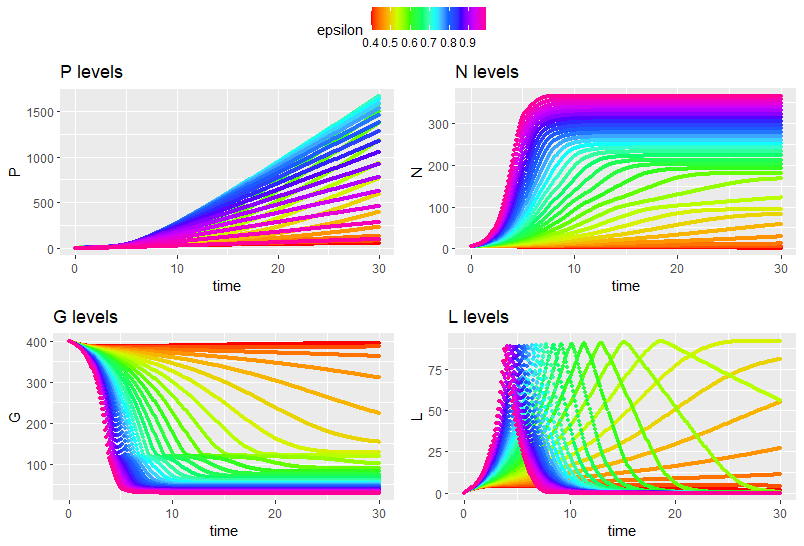 epsilon
0.4 0.5 0.6 0.7 0.8 0.9
P levels
1500
1000
500
0
P
0 10 20 30
time
N levels
300
200
100
0
N
0 10 20 30
time
G levels
400
300
200
100
G
0 10 20 30
time
L levels
75
50
25
0
L
0 10 20 30
time